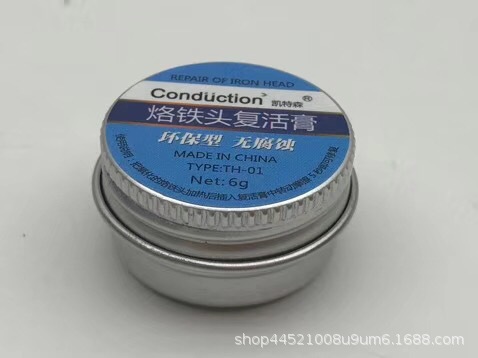 REPAIR OF IRON HEAD
Conduction
凯特森®
烙铁头复活膏
环保型 无腐蚀
MADE IN CHINA
TYPE:TH-01
Net: 6g
shop44521008u9um6.1688.com